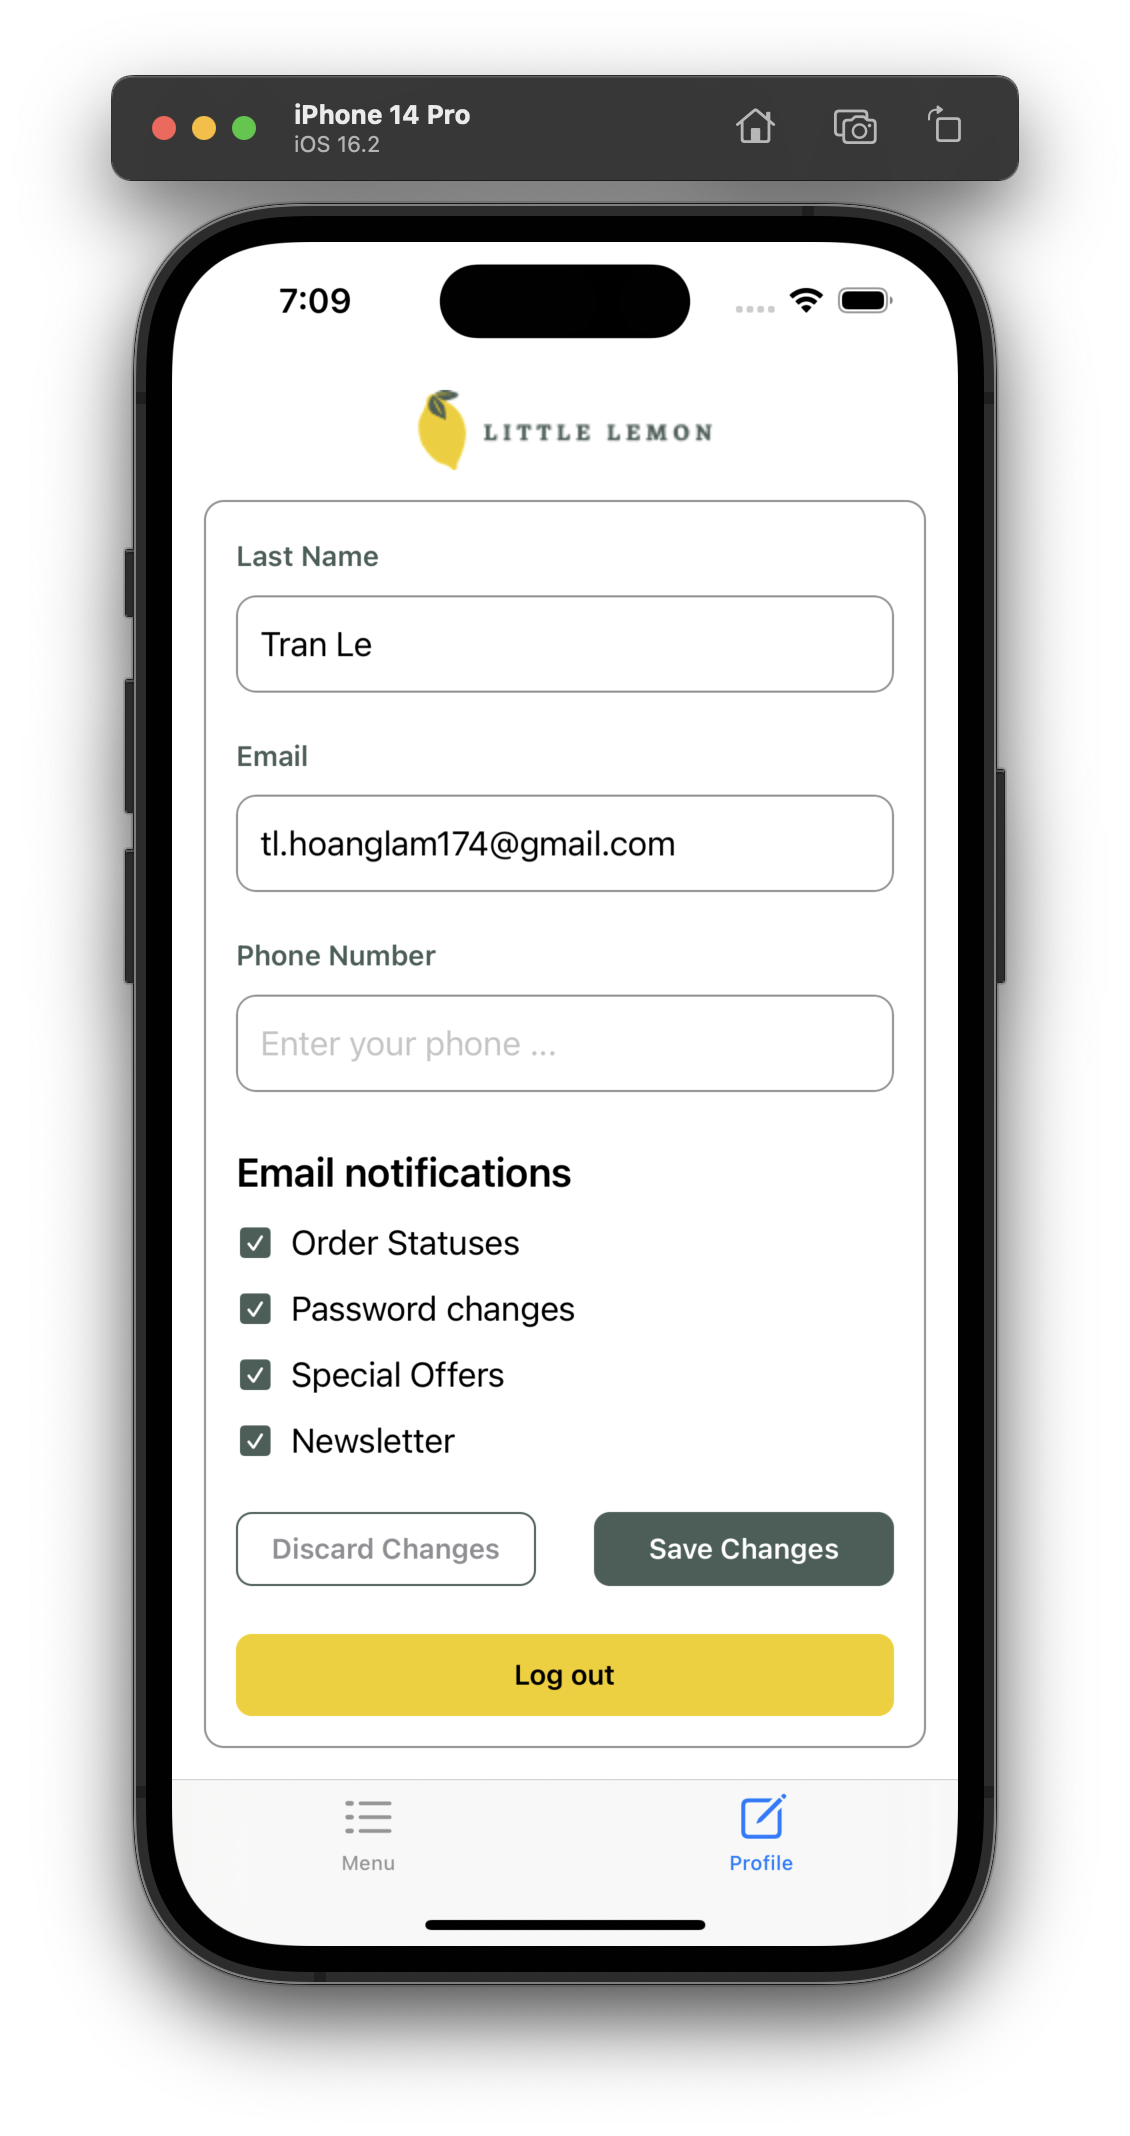 iPhone 14 Pro
iOS 16.2
7:09
LITTLE LEMON
Last Name
Tran Le
Email
tl.hoanglam174@gmail.com
Phone Number
Enter your phone ...
Email notifications
Order Statuses
Password changes
Special Offers
Newsletter
Discard Changes
Save Changes
Log out
Menu
Profile